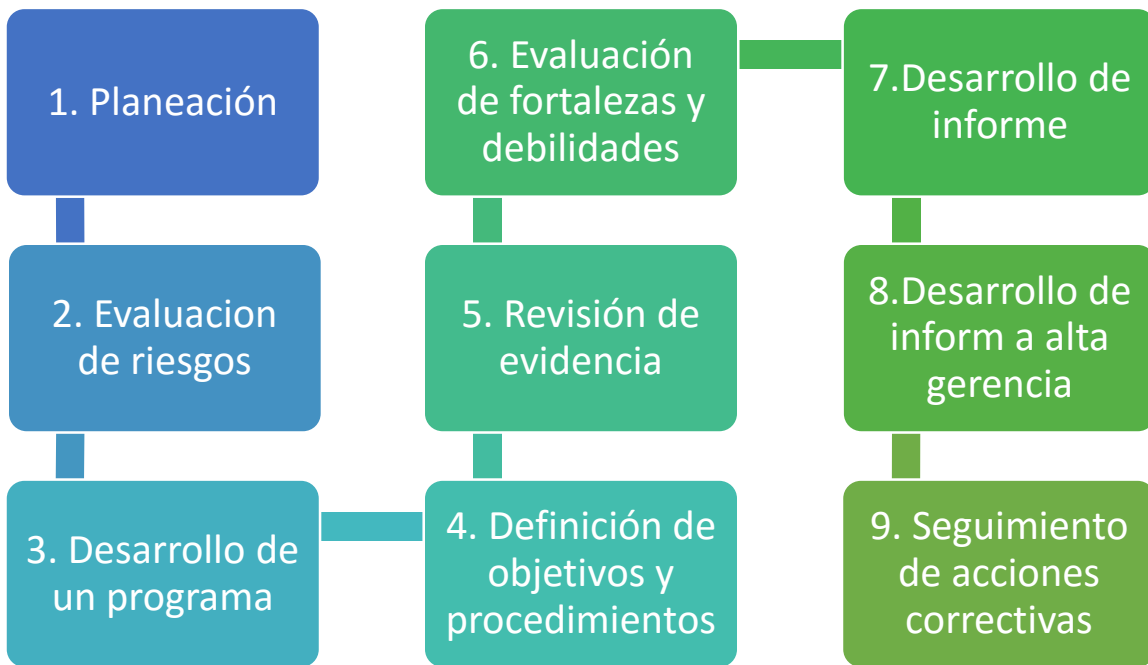 1. Planeación
2. Evaluacion
de riesgos
3. Desarrollo de
un programa
4. Definición de
objetivos y
procedimientos
5. Revisión de
evidencia
6. Evaluación
de fortalezas y
debilidades
7.Desarrollo de
informe
8.Desarrollo de
inform a alta
gerencia
9. Seguimiento
de acciones
correctivas